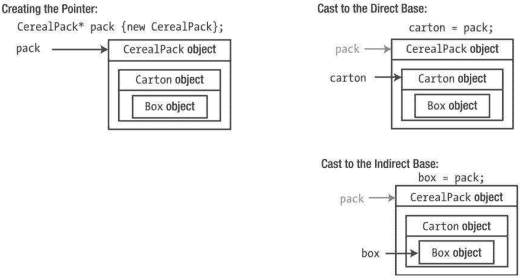 Creating the Pointer:
CerealPack* pack {new CerealPack};
pack
CerealPack object
Carton object
Box object
Cast to the Direct Base:
carton = pack;
pack
CerealPack object
carton
Carton object
Box object
Cast to the Indirect Base:
box = pack;
pack
CerealPack object
Carton object
box
Box object